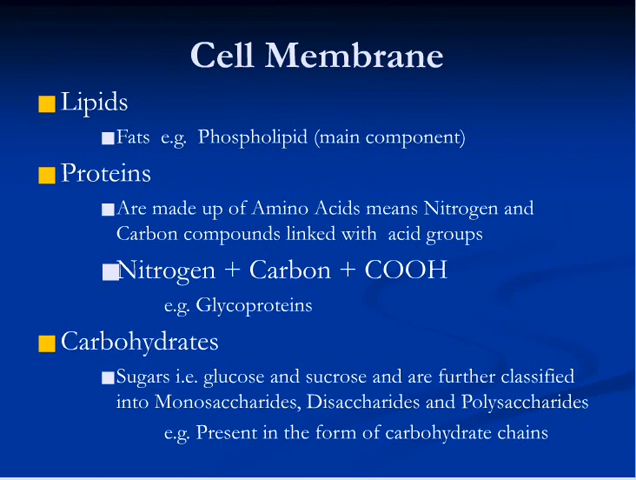 Cell Membrane
Lipids
Fats e.g. Phospholipid (main component)
Proteins
Are made up of Amino Acids means Nitrogen and
Carbon compounds linked with acid groups
Nitrogen + Carbon + COOH
e.g. Glycoproteins
Carbohydrates
Sugars i.e. glucose and sucrose and are further classified
into Monosaccharides, Disaccharides and Polysaccharides
e.g. Present in the form of carbohydrate chains